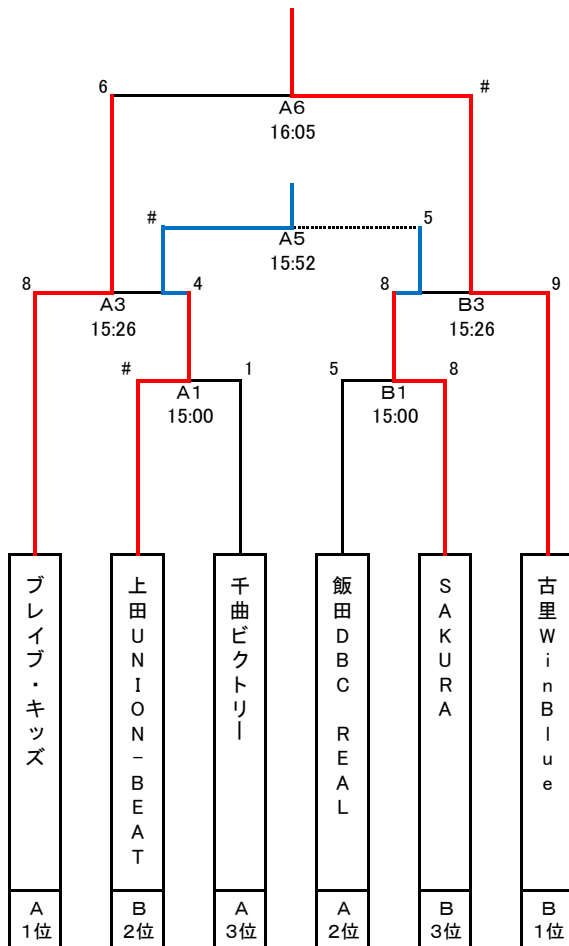 6
#
A6
16:05
#
5
A5
15:52
8
4
8
9
A3
B3
15:26
15:26
#
1
5
8
A1
B1
15:00
15:00
ブレイブ・キッズ
上田UNION-BEAT
千曲ビクトリー
飯田DBC REAL
SAKURA
古里WinBlue
A
1位
B
2位
A
3位
A
2位
B
3位
B
1位